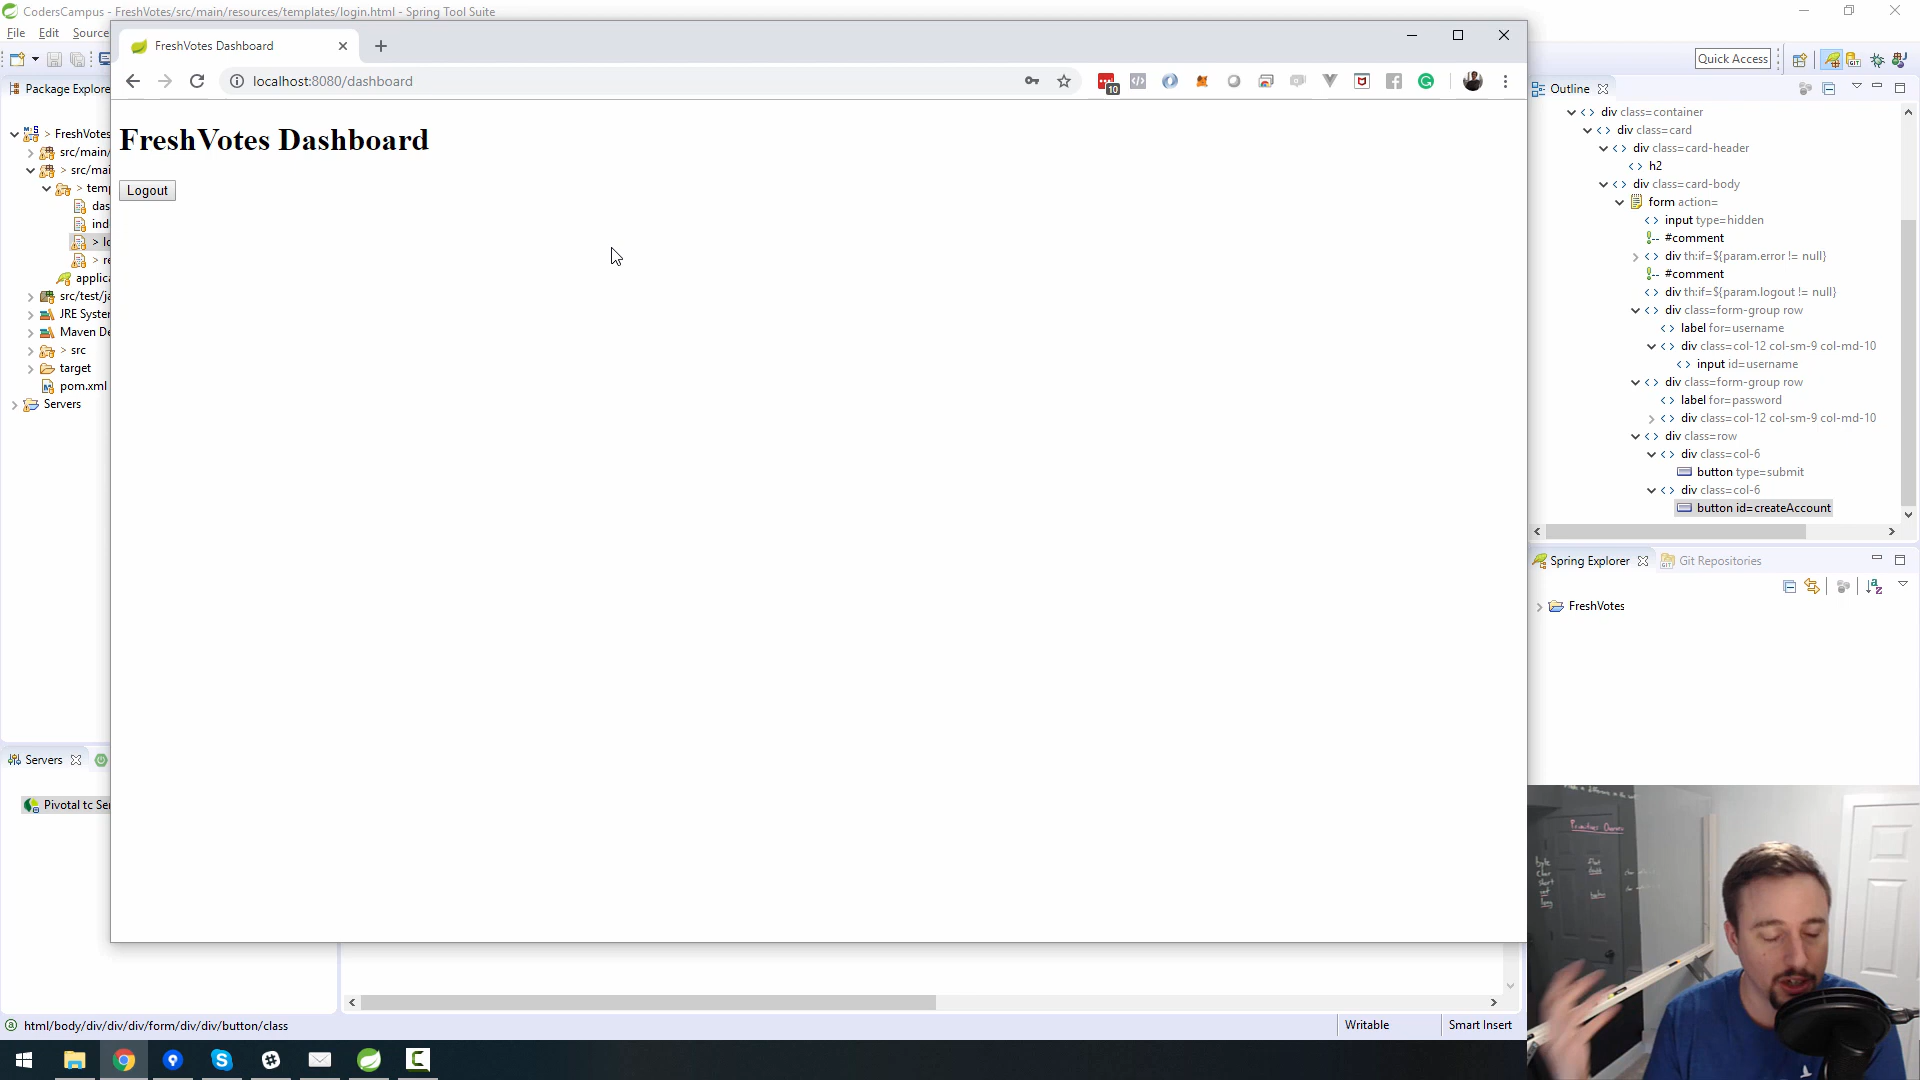 CodersCampus - FreshVotes/src/main/resources/templates/login.html - Spring Tool Suite
File Edit Source
Quick Access
FreshVotes Dashboard
localhost:8080/dashboard
10
FreshVotes Dashboard
Logout
Package Explore
FreshVotes
src/main/
src/mai
temp
das
ind
> lo
> re
applica
src/test/ja
JRE Syster
Maven De
> src
target
pom.xml
Servers
Servers
Pivotal tc Ser
Outline
div class=container
div class=card
div class=card-header
h2
div class=card-body
form action=
input type=hidden
#comment
div th:if=${param.error != null}
#comment
div th:if=${param.logout != null}
div class=form-group row
label for=username
div class=col-12 col-sm-9 col-md-10
input id=username
div class=form-group row
label for=password
div class=col-12 col-sm-9 col-md-10
div class=row
div class=col-6
button type=submit
div class=col-6
button id=createAccount
Spring Explorer
Git Repositories
FreshVotes
html/body/div/div/div/form/div/div/button/class
Writable
Smart Insert